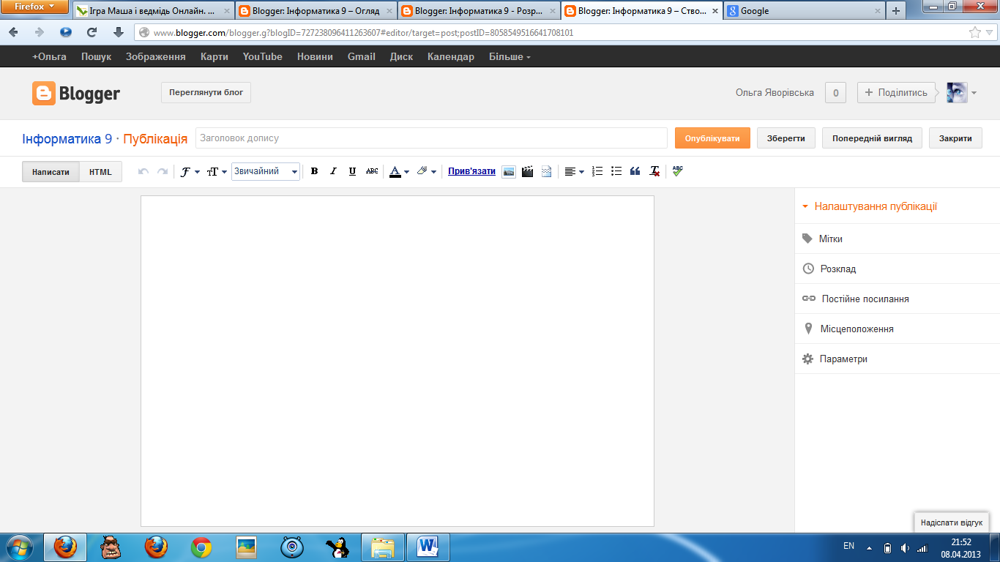 Firefox
Ігра Маша і ведмідь Онлайн. ...
Blogger: Інформатика 9 – Огляд
Blogger: Інформатика 9 - Розр...
Blogger: Інформатика 9 – Ство...
Google
www.blogger.com/blogger.g?blogID=727238096411263607#editor/target=post;postID=8058549516641708101
+Ольга Пошук Зображення Карти YouTube Новини Gmail Диск Календар Більше
Blogger
Переглянути блог
Ольга Яворівська
0
+ Поділитись
Інформатика 9 · Публікація
Заголовок допису
Опублікувати
Зберегти
Попередній вигляд
Закрити
Написати
HTML
Звичайний
B I U ABC
A
Прив'язати
ABC
Налаштування публікації
Мітки
Розклад
Постійне посилання
Місцеположення
Параметри
Надіслати відгук
EN
21:52
08.04.2013